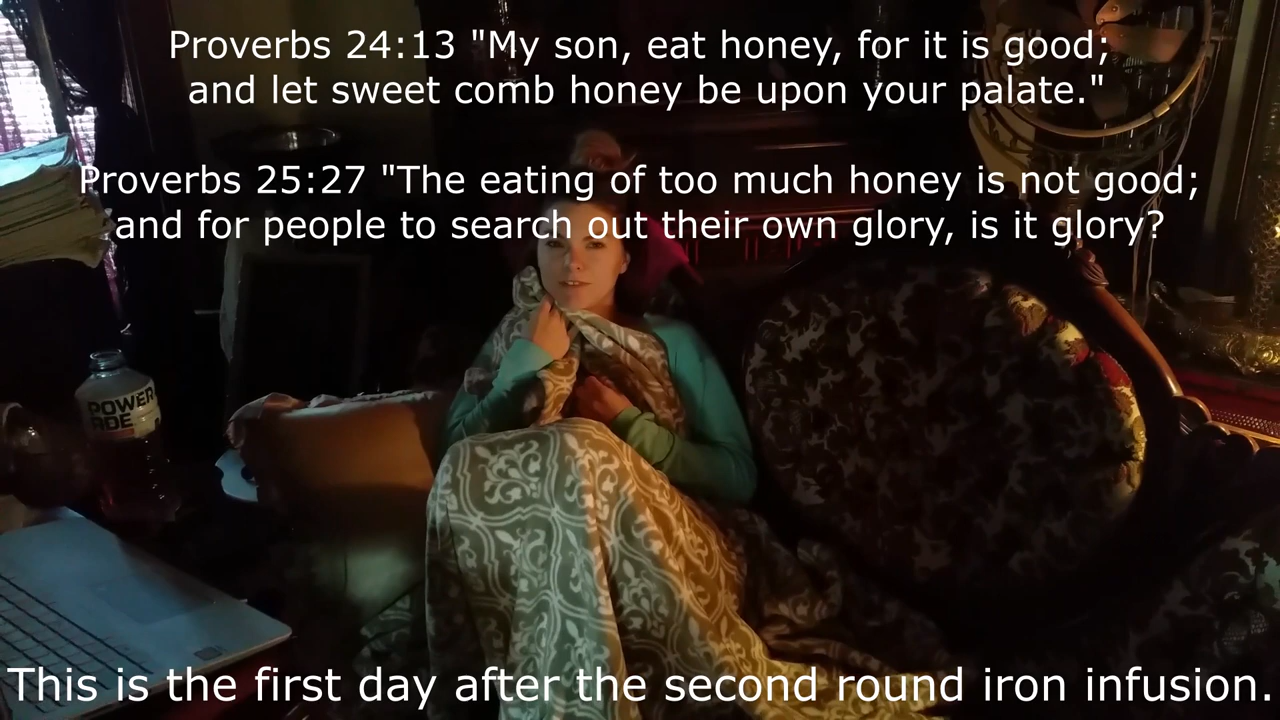 Proverbs 24:13 "My son, eat honey, for it is good;
and let sweet comb honey be upon your palate."
Proverbs 25:27 "The eating of too much honey is not good;
and for people to search out their own glory, is it glory?
POWER
ADE
This is the first day after the second round iron infusion.